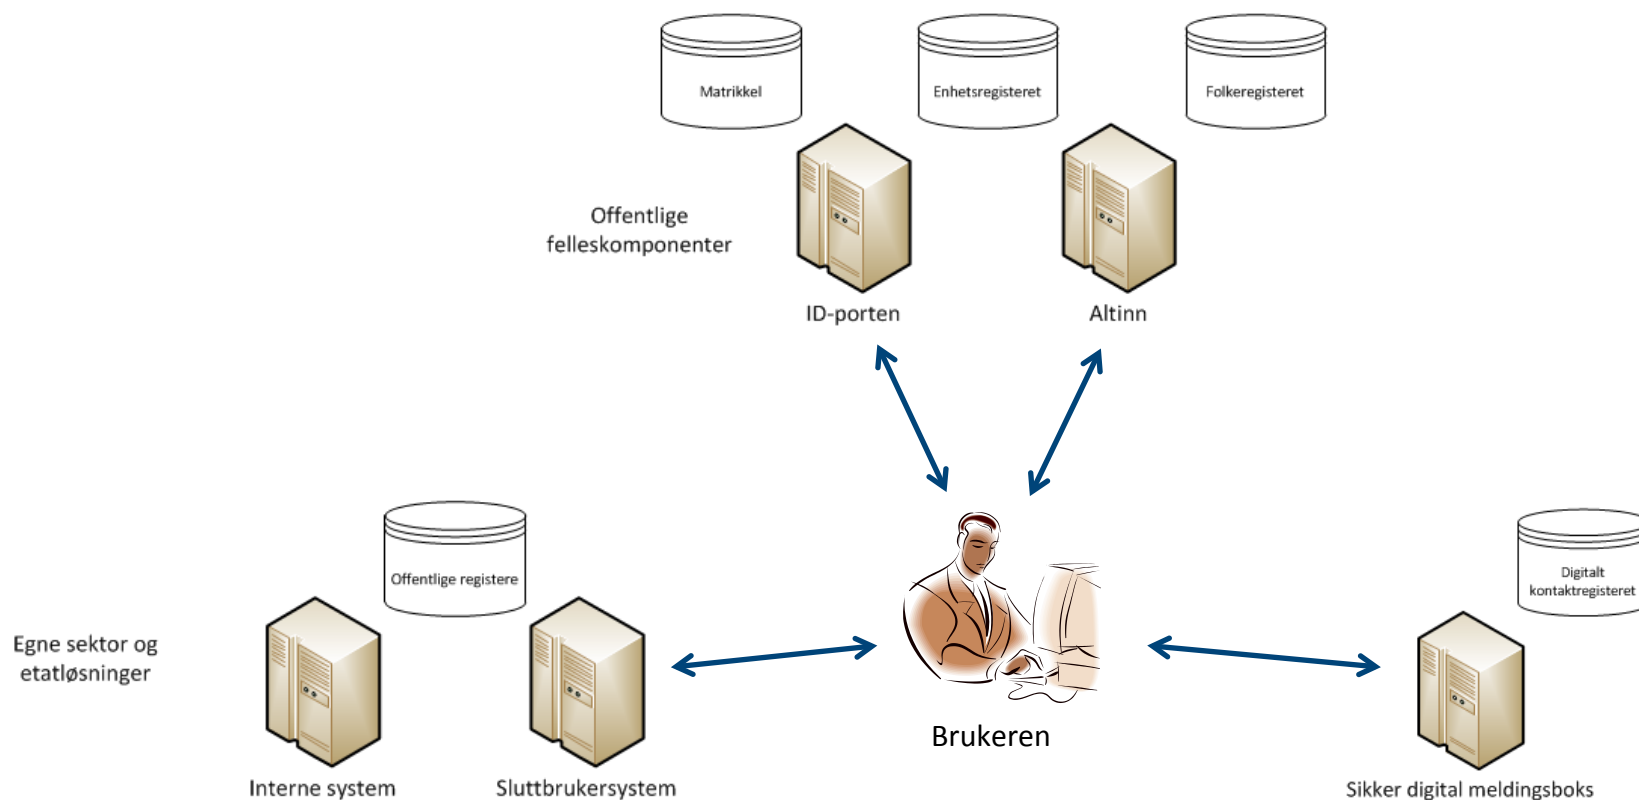 Matrikkel
Enhetsregisteret
Folkeregisteret
Offentlige
felleskomponenter
ID-porten
Altinn
Offentlige registere
Digitalt
kontaktregisteret
Egne sektor og
etatløsninger
Brukeren
Interne system
Sluttbrukersystem
Sikker digital meldingsboks